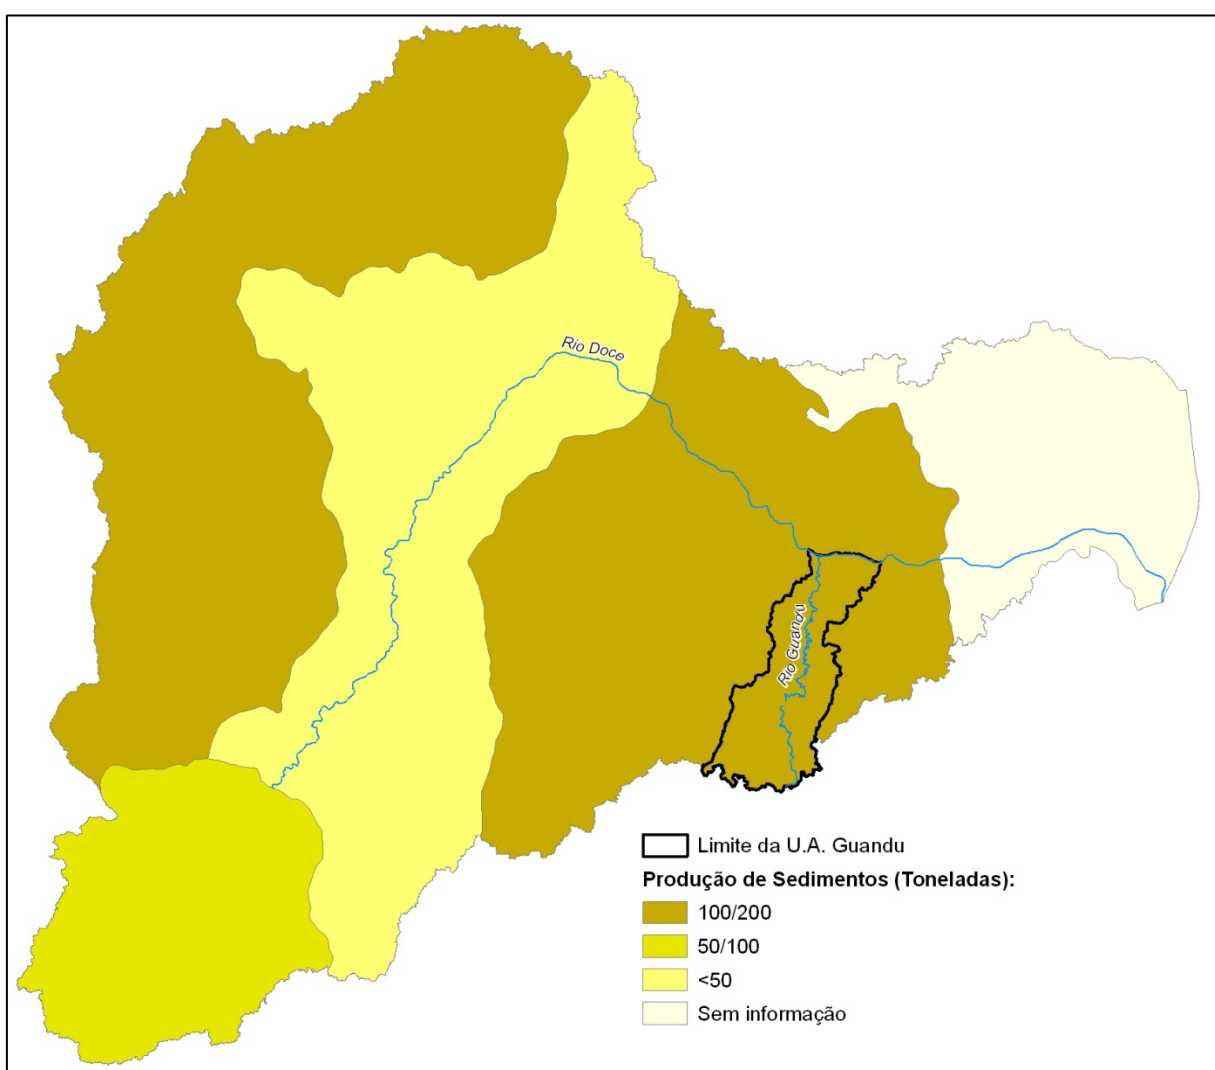 Rio Doce
Rio Guandu
Limite da U.A. Guandu
Produção de Sedimentos (Toneladas):
100/200
50/100
<50
Sem informação